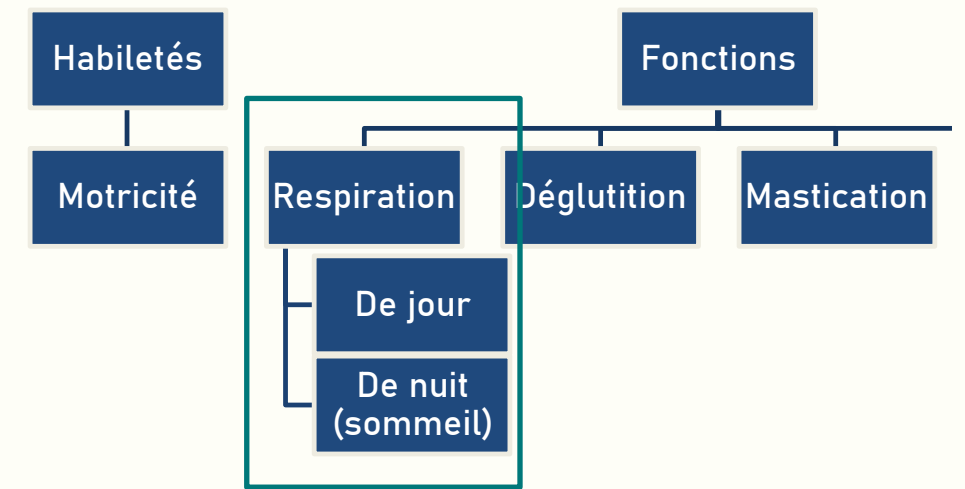 Habiletés
Fonctions
Motricité
Respiration
Déglutition
Mastication
De jour
De nuit
(sommeil)